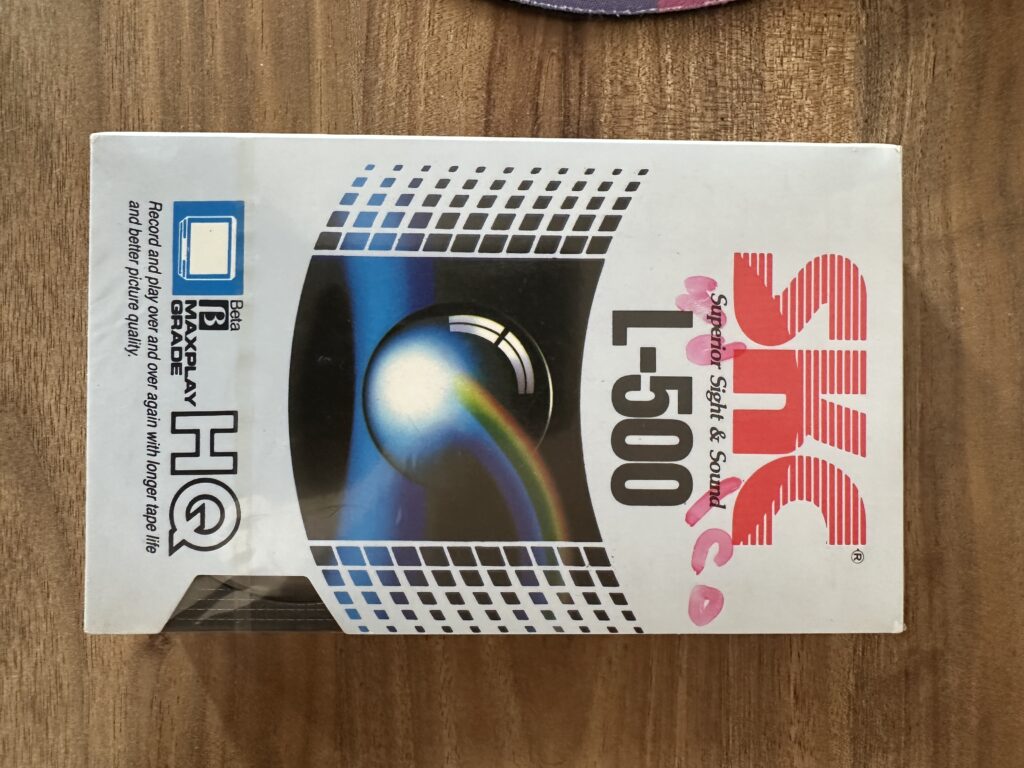 SKC®
Superior Sight & Sound
L-500
Beta
β MAXPLAY
GRADE
HQ
Record and play over and over again with longer tape life
and better picture quality.